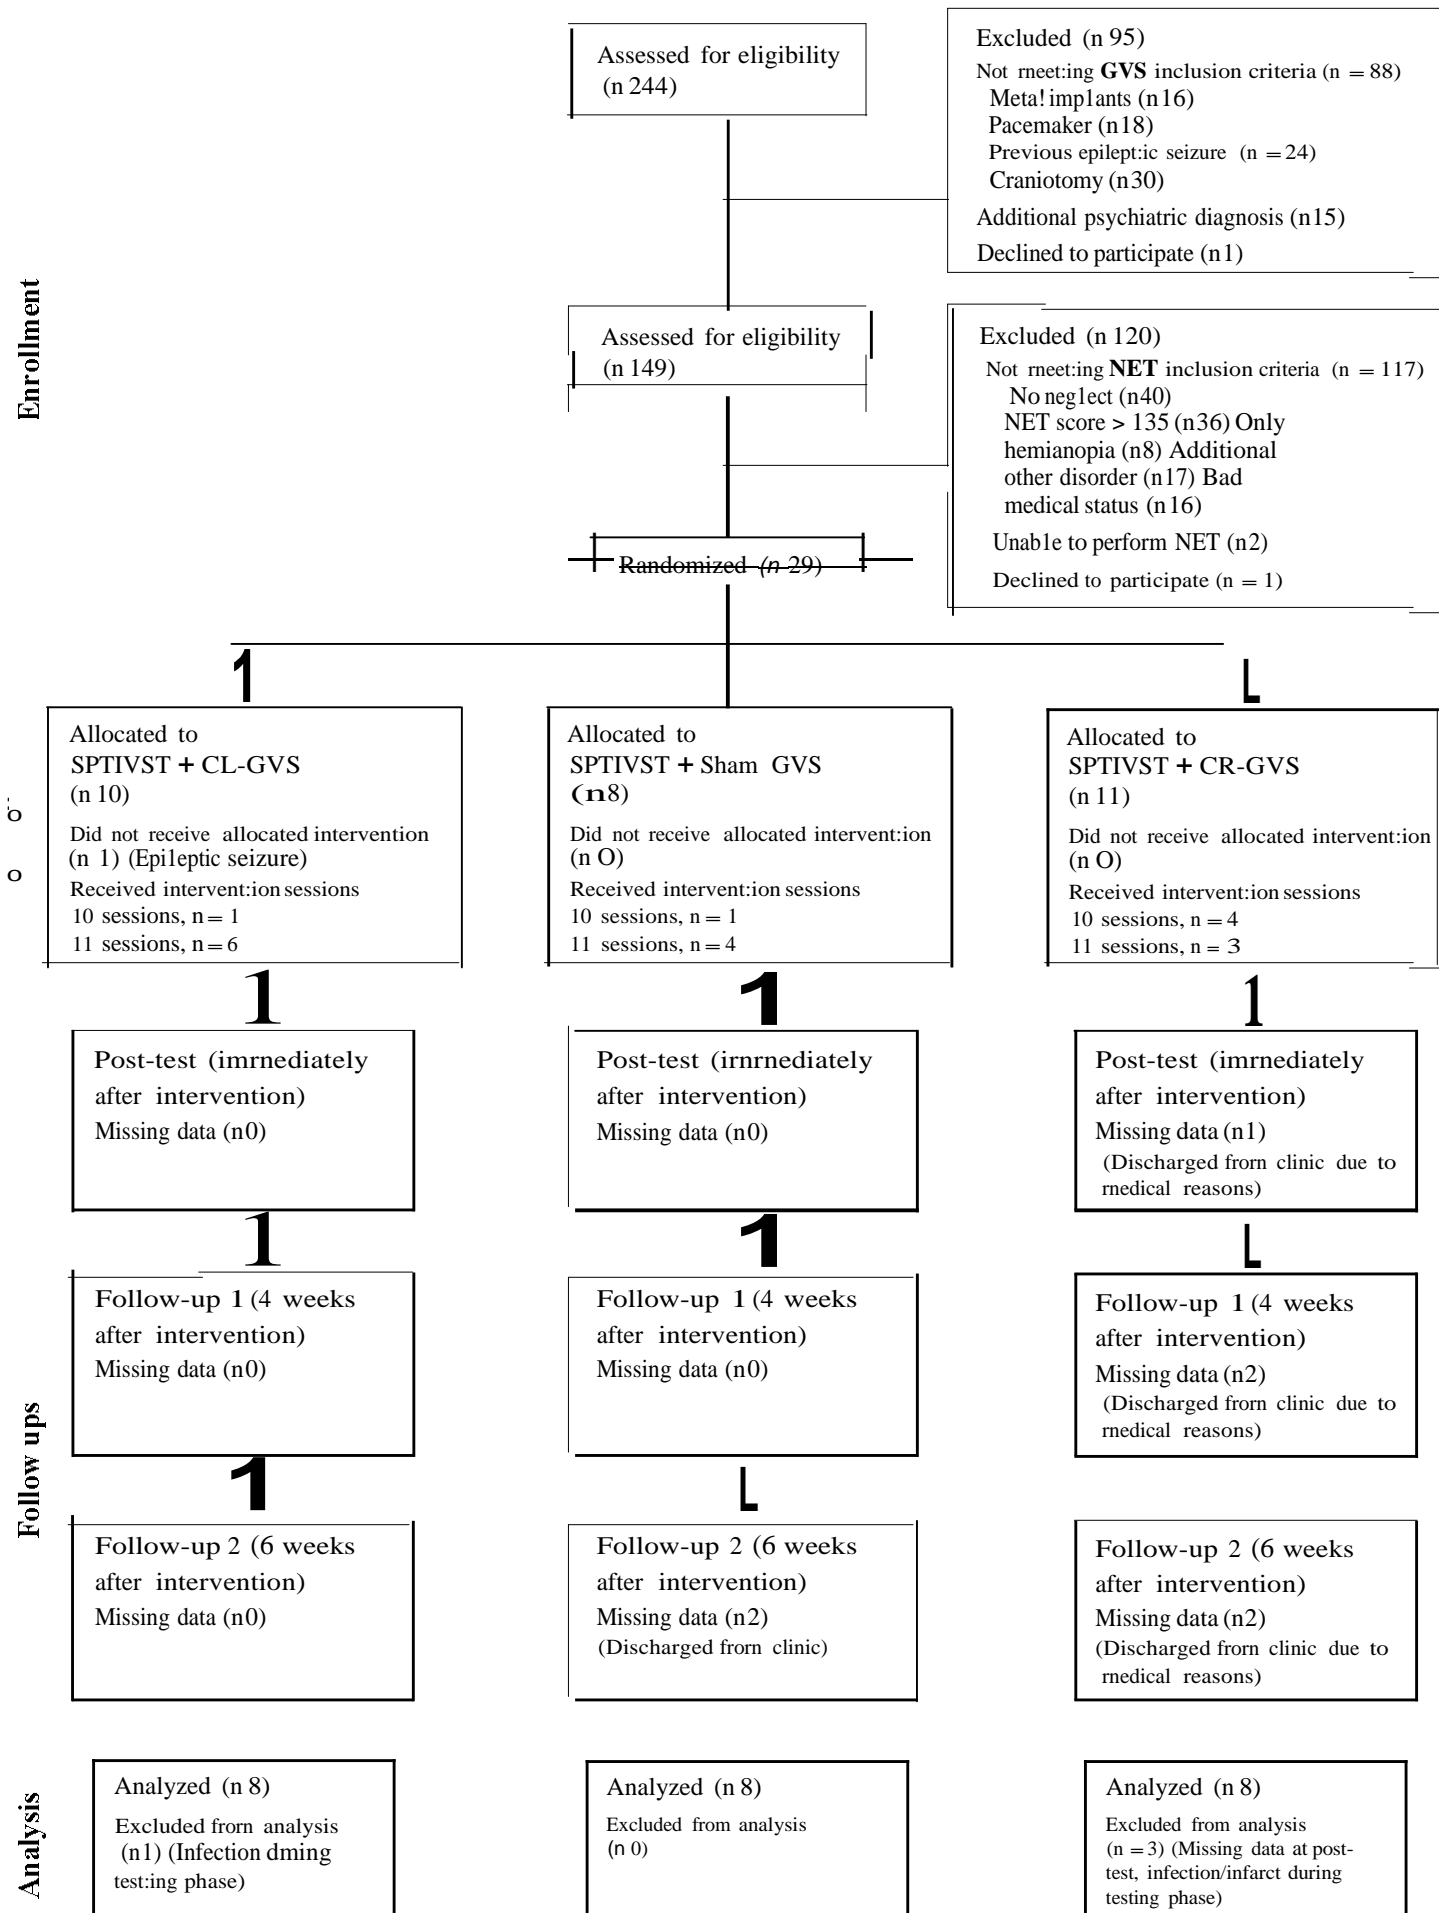 Enrollment
Assessed for eligibility
(n 244)
Excluded (n 95)
Not rneet:ing GVS inclusion criteria (n = 88)
Meta! imp1ants (n16)
Pacemaker (n18)
Previous epilept:ic seizure (n = 24)
Craniotomy (n30)
Additional psychiatric diagnosis (n15)
Declined to participate (n1)
Assessed for eligibility
(n 149)
Excluded (n 120)
Not rneet:ing NET inclusion criteria (n = 117)
No neg1ect (n40)
NET score > 135 (n36) Only
hemianopia (n8) Additional
other disorder (n17) Bad
medical status (n16)
Unab1e to perform NET (n2)
Declined to participate (n = 1)
Randomized (n 29)
Allocated to
SPTIVST + CL-GVS
(n 10)
Did not receive allocated intervention
(n 1) (Epi1eptic seizure)
Received intervent:ion sessions
10 sessions, n = 1
11 sessions, n = 6
Allocated to
SPTIVST + Sham GVS
(n8)
Did not receive allocated intervent:ion
(n O)
Received intervent:ion sessions
10 sessions, n = 1
11 sessions, n = 4
Allocated to
SPTIVST + CR-GVS
(n 11)
Did not receive allocated intervent:ion
(n O)
Received intervent:ion sessions
10 sessions, n = 4
11 sessions, n = 3
Post-test (imrnediately
after intervention)
Missing data (n0)
Post-test (irnrnediately
after intervention)
Missing data (n0)
Post-test (imrnediately
after intervention)
Missing data (n1)
(Discharged frorn clinic due to
rnedical reasons)
Follow ups
Follow-up 1 (4 weeks
after intervention)
Missing data (n0)
Follow-up 1 (4 weeks
after intervention)
Missing data (n0)
Follow-up 1 (4 weeks
after intervention)
Missing data (n2)
(Discharged frorn clinic due to
rnedical reasons)
Follow-up 2 (6 weeks
after intervention)
Missing data (n0)
Follow-up 2 (6 weeks
after intervention)
Missing data (n2)
(Discharged frorn clinic)
Follow-up 2 (6 weeks
after intervention)
Missing data (n2)
(Discharged frorn clinic due to
rnedical reasons)
Analysis
Analyzed (n 8)
Excluded frorn analysis
(n1) (Infection dming
test:ing phase)
Analyzed (n 8)
Excluded from analysis
(n 0)
Analyzed (n 8)
Excluded from analysis
(n = 3) (Missing data at post-
test, infection/infarct during
testing phase)